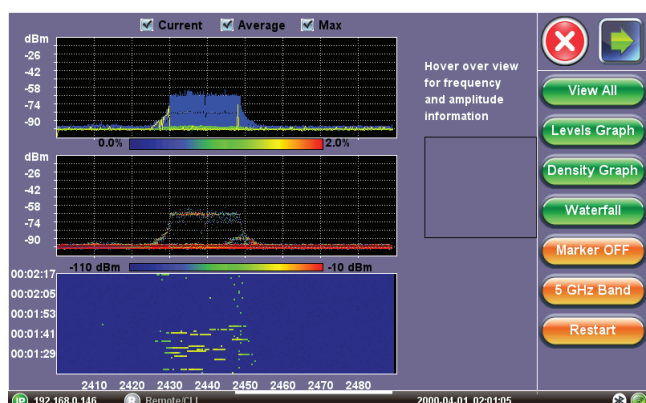 Current Average Max
dBm
-26
-42
-58
-74
-90
0.0% 2.0%
dBm
-26
-42
-58
-74
-90
-110 dBm -10 dBm
00:02:17
00:02:05
00:01:53
00:01:41
00:01:29
2410 2420 2430 2440 2450 2460 2470 2480
Hover over view
for frequency
and amplitude
information
View All
Levels Graph
Density Graph
Waterfall
Marker OFF
5 GHz Band
Restart
IP 192.168.0.146 R Remote/CLI 2000.04.01 02:01:05